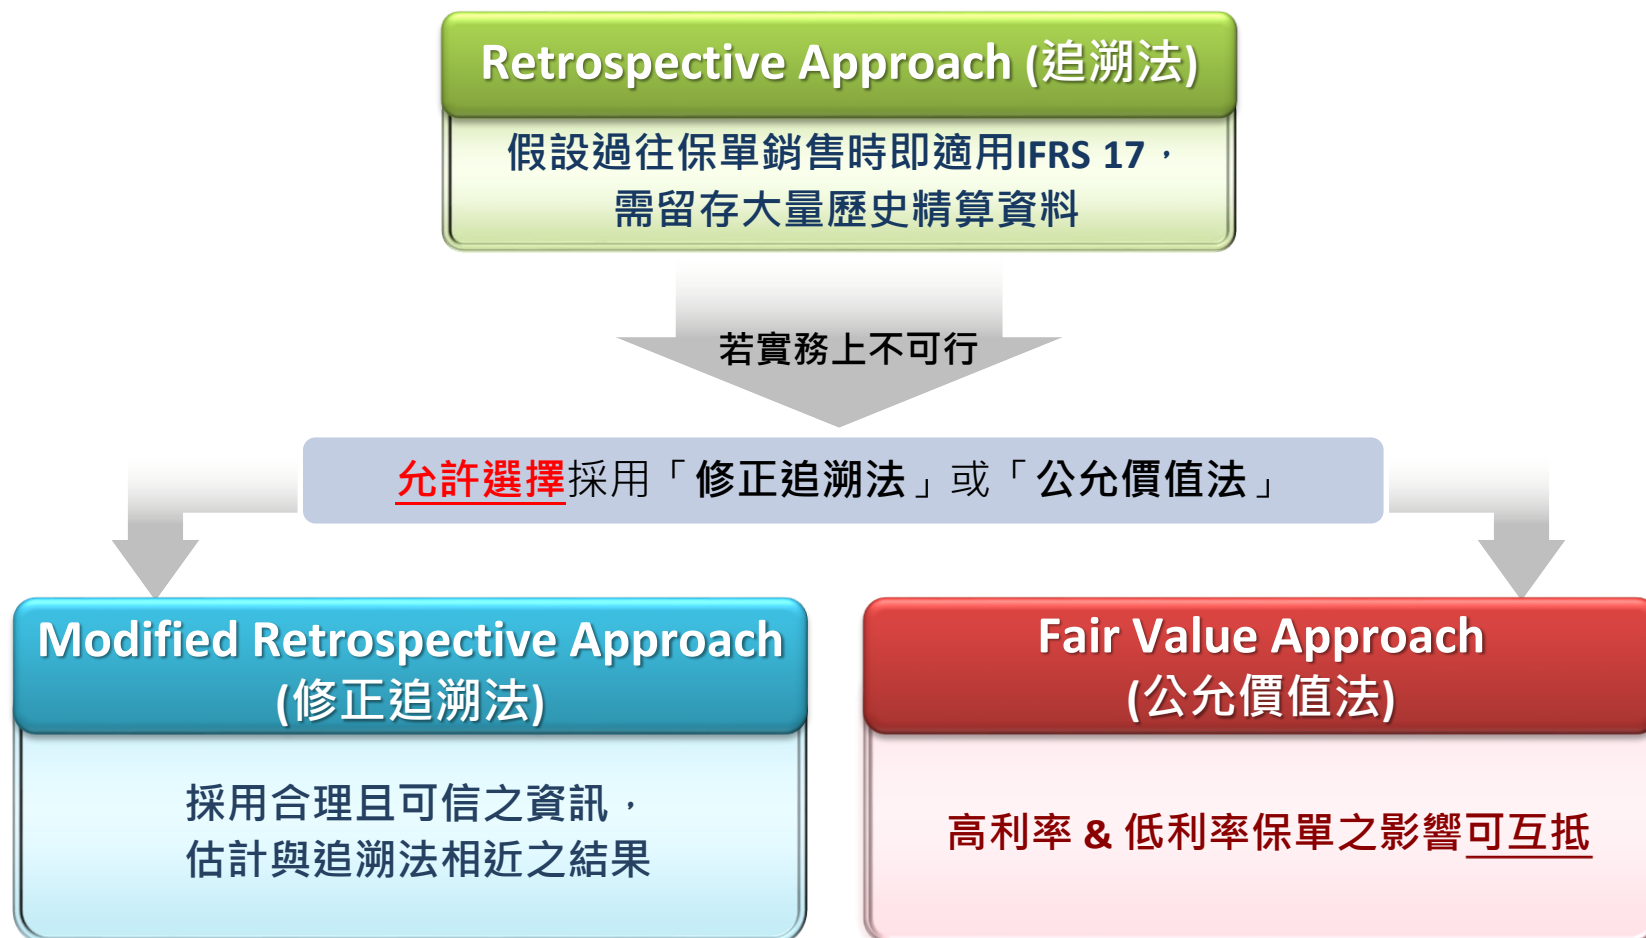 Retrospective Approach (追溯法)
假設過往保單銷售時即適用IFRS 17，
需留存大量歷史精算資料
若實務上不可行
允許選擇採用「修正追溯法」或「公允價值法」
Modified Retrospective Approach
(修正追溯法)
採用合理且可信之資訊，
估計與追溯法相近之結果
Fair Value Approach
(公允價值法)
高利率 & 低利率保單之影響可互抵